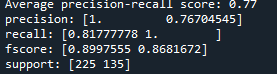 Average precision-recall score: 0.77
precision: [1.         0.76704545]
recall: [0.81777778 1.        ]
fscore: [0.8997555 0.8681672]
support: [225 135]